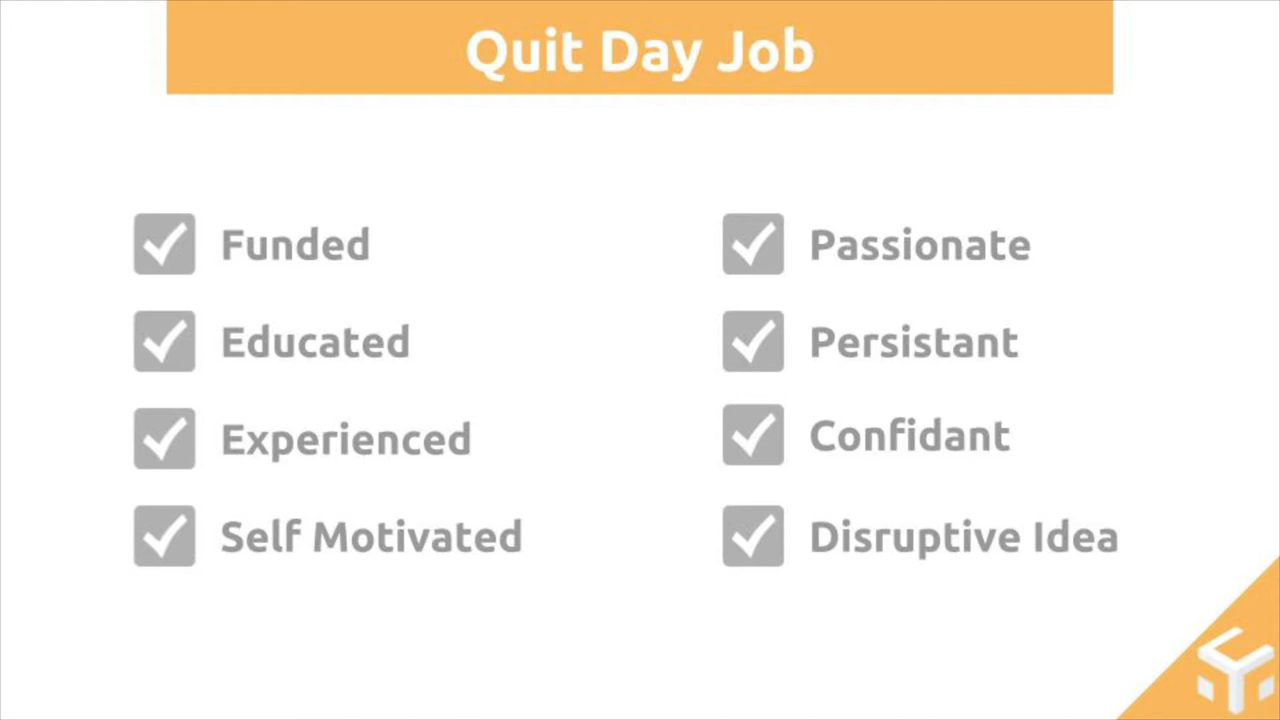 Quit Day Job
Funded
Educated
Experienced
Self Motivated
Passionate
Persistant
Confidant
Disruptive Idea